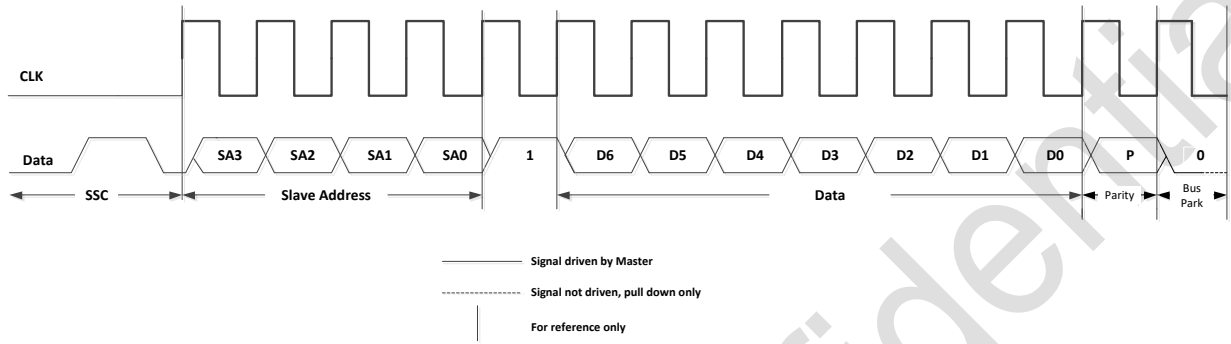 CLK
Data SA3 SA2 SA1 SA0 1 D6 D5 D4 D3 D2 D1 D0 P 0
SSC Slave Address Data Parity Bus Park
Signal driven by Master
Signal not driven, pull down only
For reference only